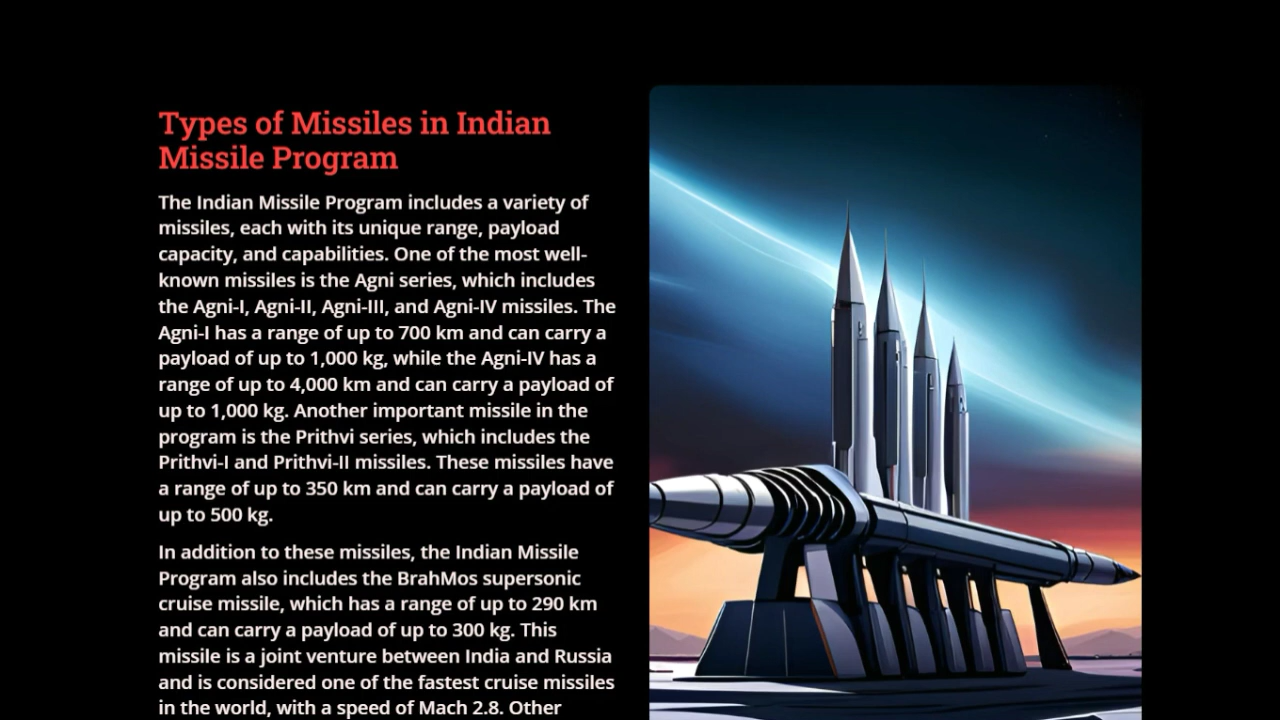 Types of Missiles in Indian
Missile Program
The Indian Missile Program includes a variety of
missiles, each with its unique range, payload
capacity, and capabilities. One of the most well-
known missiles is the Agni series, which includes
the Agni-I, Agni-II, Agni-III, and Agni-IV missiles. The
Agni-I has a range of up to 700 km and can carry a
payload of up to 1,000 kg, while the Agni-IV has a
range of up to 4,000 km and can carry a payload of
up to 1,000 kg. Another important missile in the
program is the Prithvi series, which includes the
Prithvi-I and Prithvi-II missiles. These missiles have
a range of up to 350 km and can carry a payload of
up to 500 kg.
In addition to these missiles, the Indian Missile
Program also includes the BrahMos supersonic
cruise missile, which has a range of up to 290 km
and can carry a payload of up to 300 kg. This
missile is a joint venture between India and Russia
and is considered one of the fastest cruise missiles
in the world, with a speed of Mach 2.8. Other